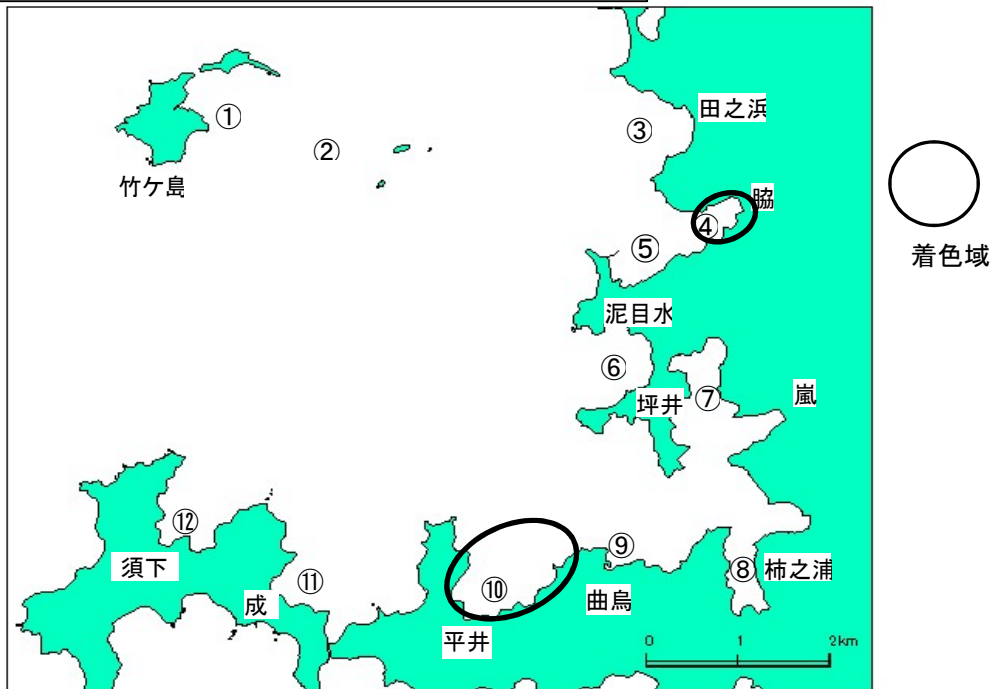 ①
②
③
田之浜
竹ケ島
脇
④
⑤
泥目水
⑥
嵐
坪井
⑦
⑫
須下
⑪
成
⑩
平井
⑨
曲烏
⑧
柿之浦
0 1 2km
着色域